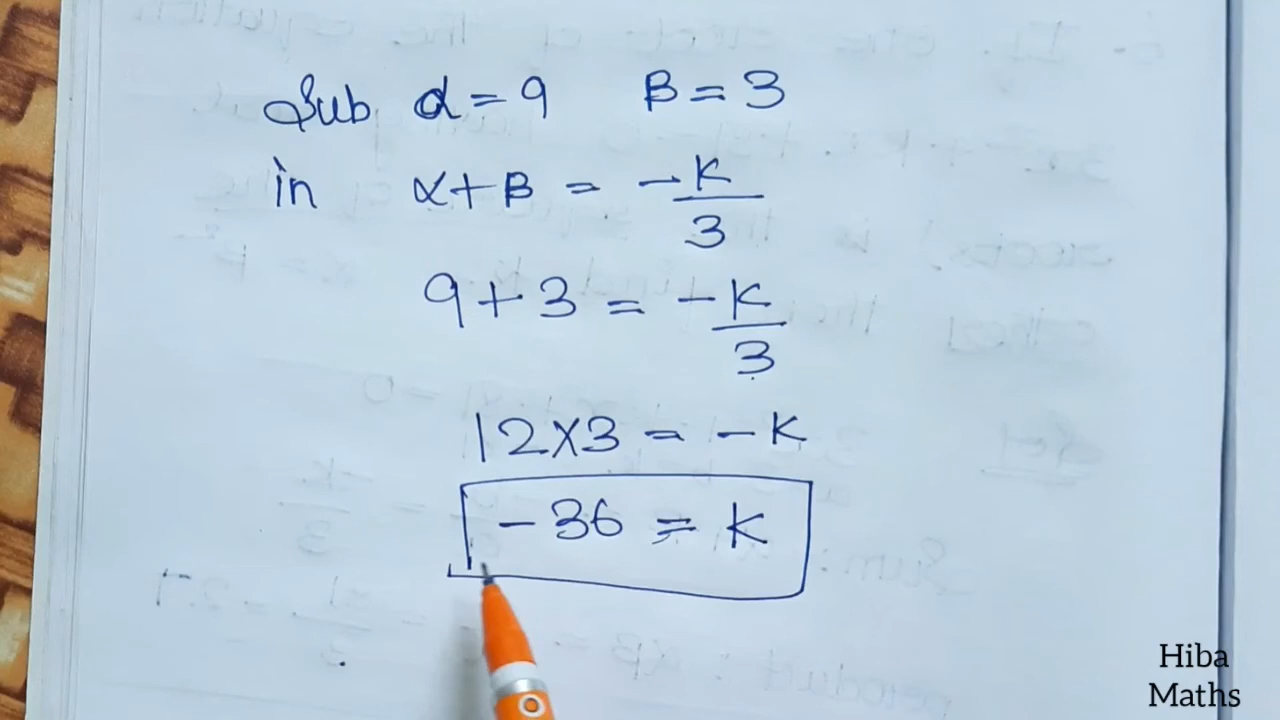 Sub α = 9 β = 3
in α + β = -K/3
9 + 3 = -K/3
12 × 3 = -K
-36 = K
Hiba
Maths